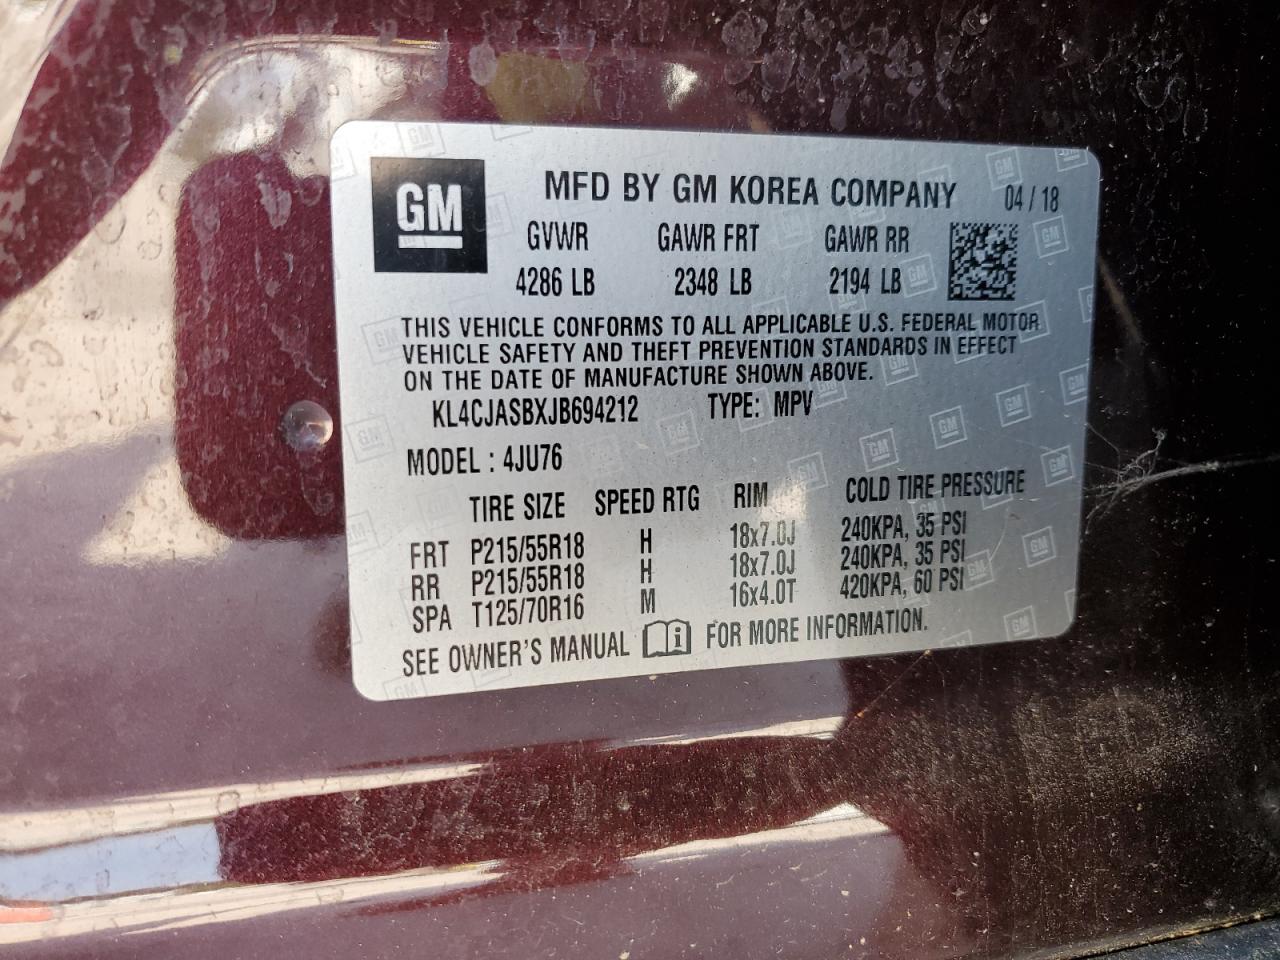 GM
MFD BY GM KOREA COMPANY 04 / 18
GVWR GAWR FRT GAWR RR
4286 LB 2348 LB 2194 LB
THIS VEHICLE CONFORMS TO ALL APPLICABLE U.S. FEDERAL MOTOR
VEHICLE SAFETY AND THEFT PREVENTION STANDARDS IN EFFECT
ON THE DATE OF MANUFACTURE SHOWN ABOVE.
KL4CJASBXJB694212 TYPE: MPV
MODEL : 4JU76
TIRE SIZE SPEED RTG RIM COLD TIRE PRESSURE
FRT P215/55R18 H 18x7.0J 240KPA, 35 PSI
RR P215/55R18 H 18x7.0J 240KPA, 35 PSI
SPA T125/70R16 M 16x4.0T 420KPA, 60 PSI
SEE OWNER'S MANUAL FOR MORE INFORMATION.